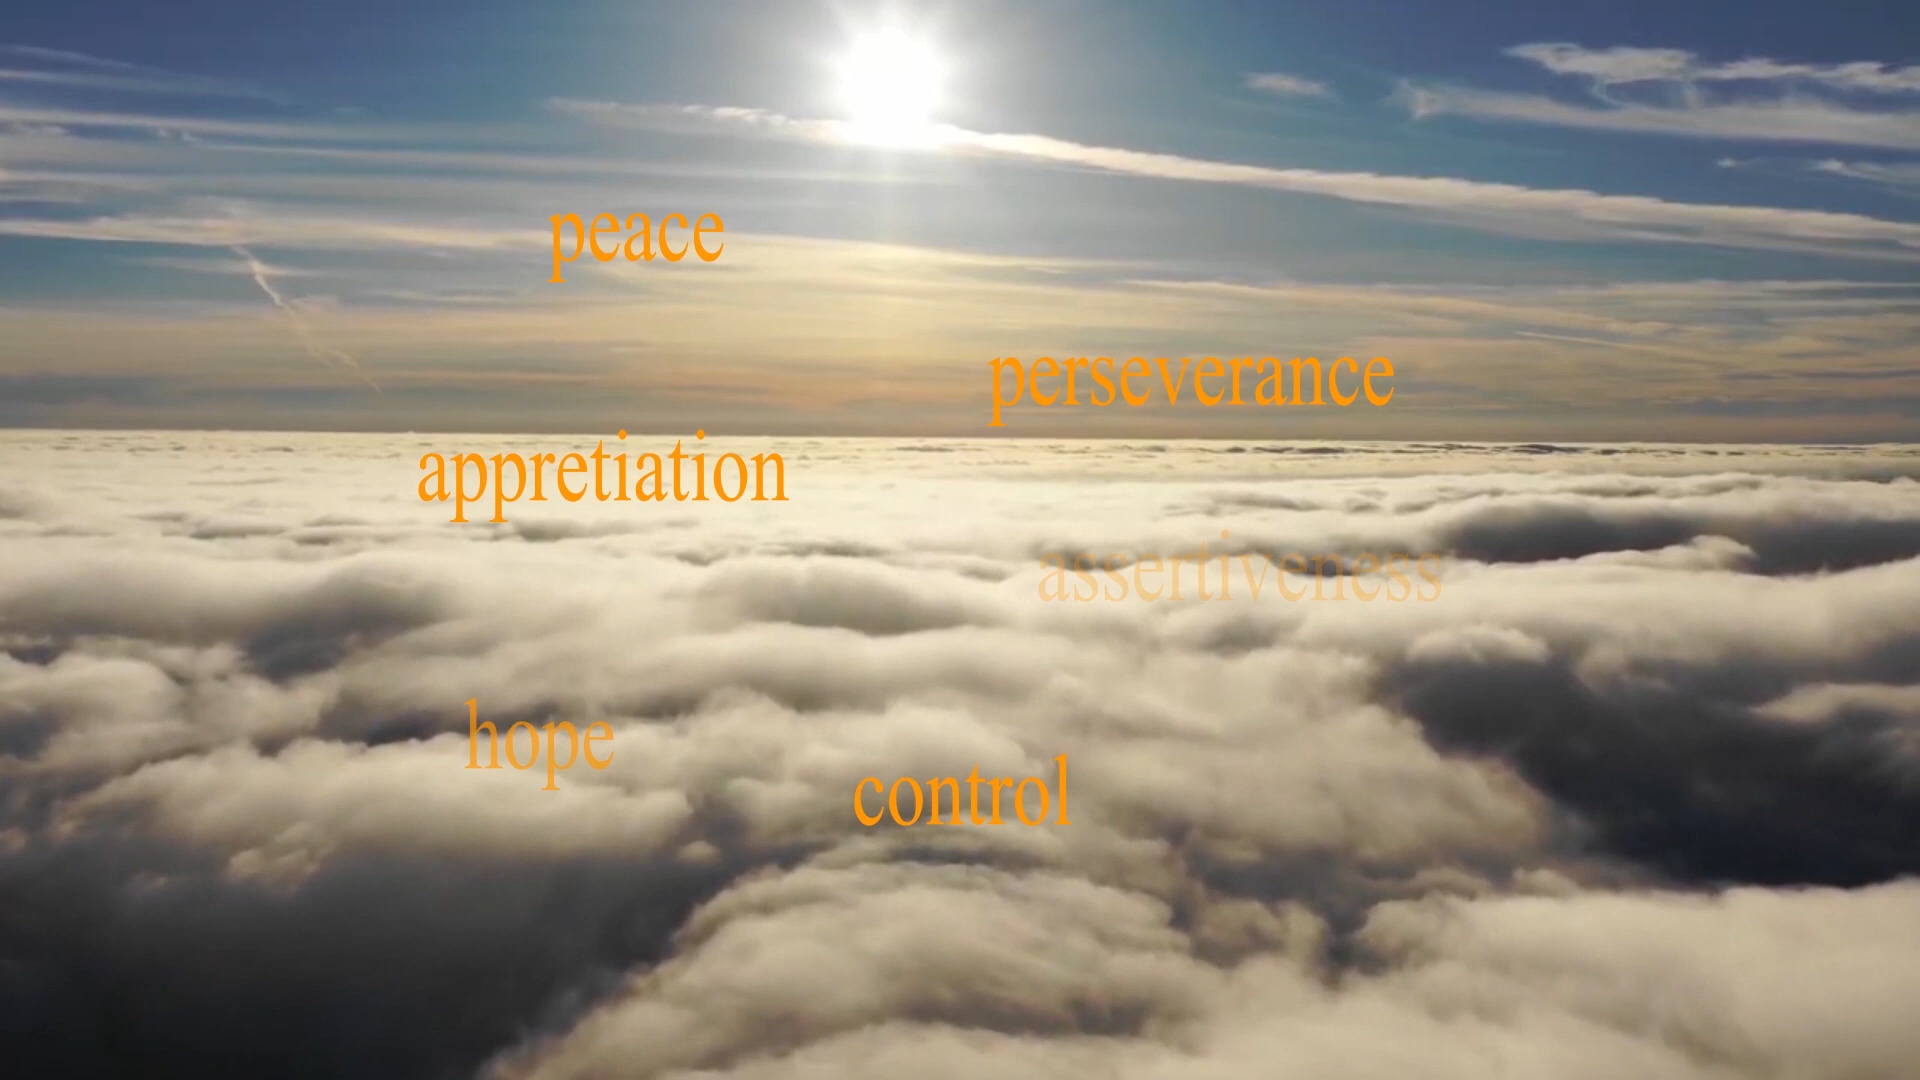 peace
perseverance
appretiation
assertiveness
hope
control